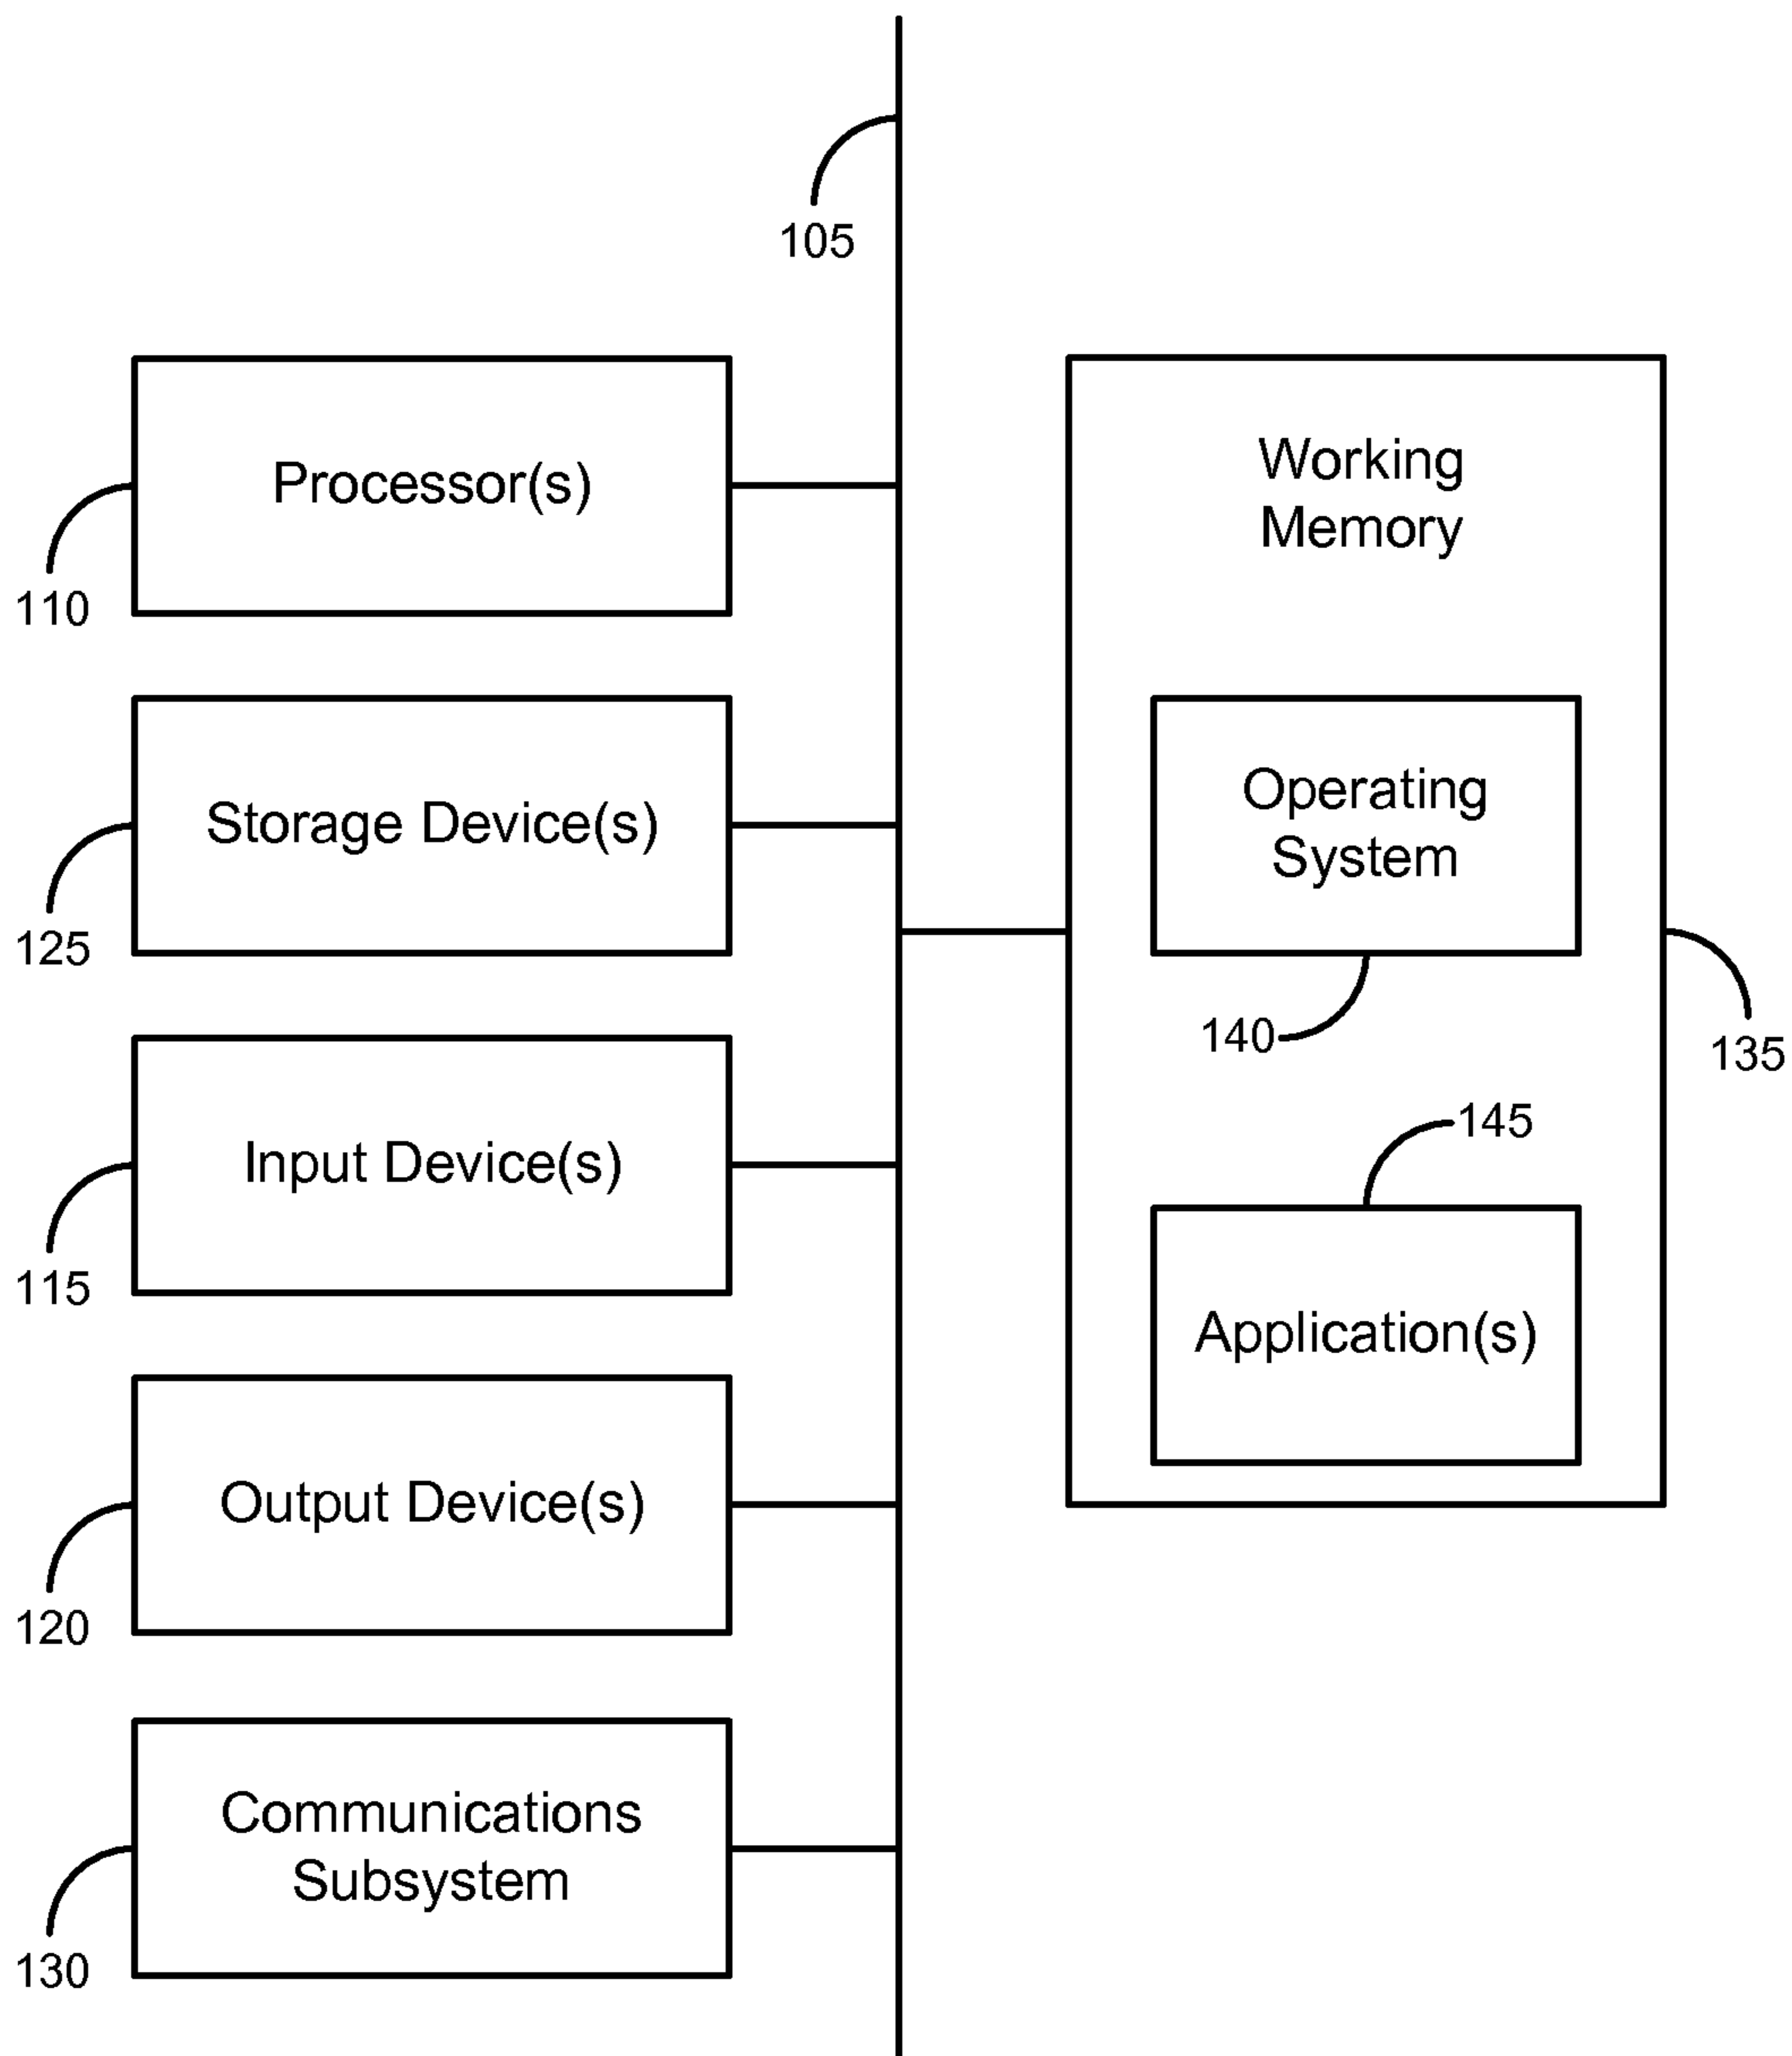 105
Processor(s)
110
Storage Device(s)
125
Input Device(s)
115
Output Device(s)
120
Communications
Subsystem
130
Working
Memory
Operating
System
140
135
145
Application(s)